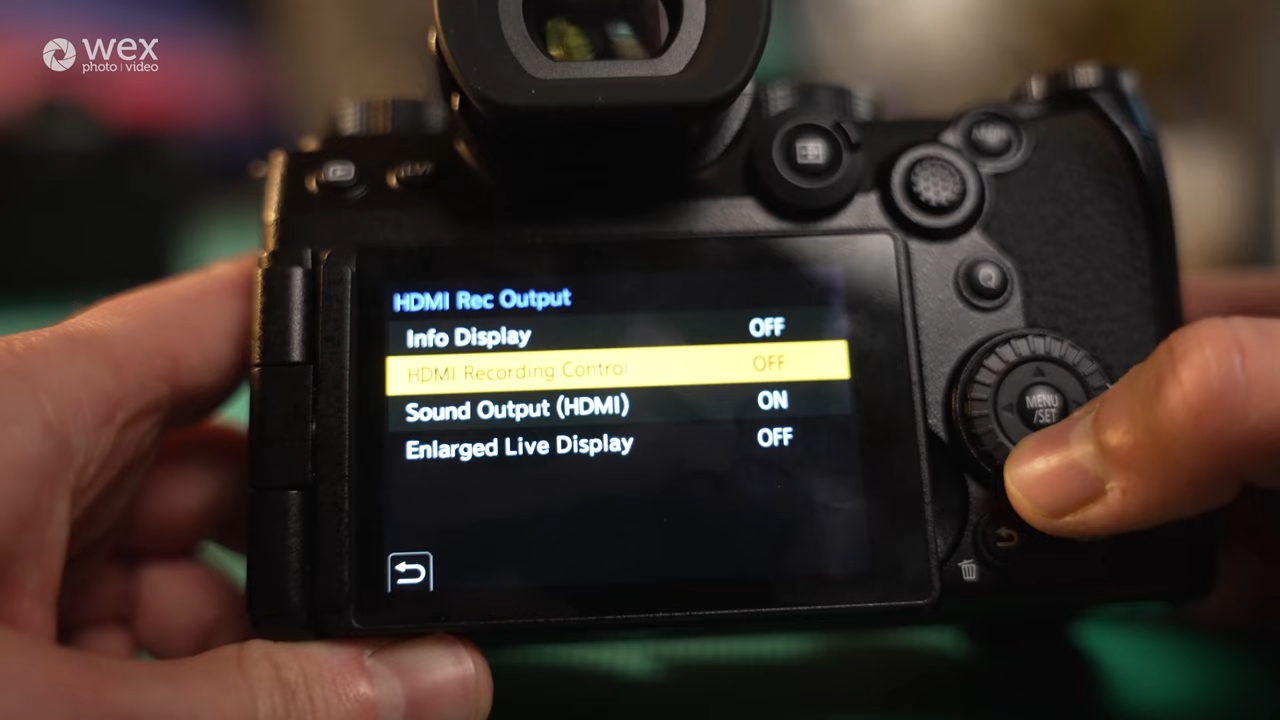 wex
photo | video
HDMI Rec Output
Info Display OFF
HDMI Recording Control OFF
Sound Output (HDMI) ON
Enlarged Live Display OFF
Q
MENU
/SET